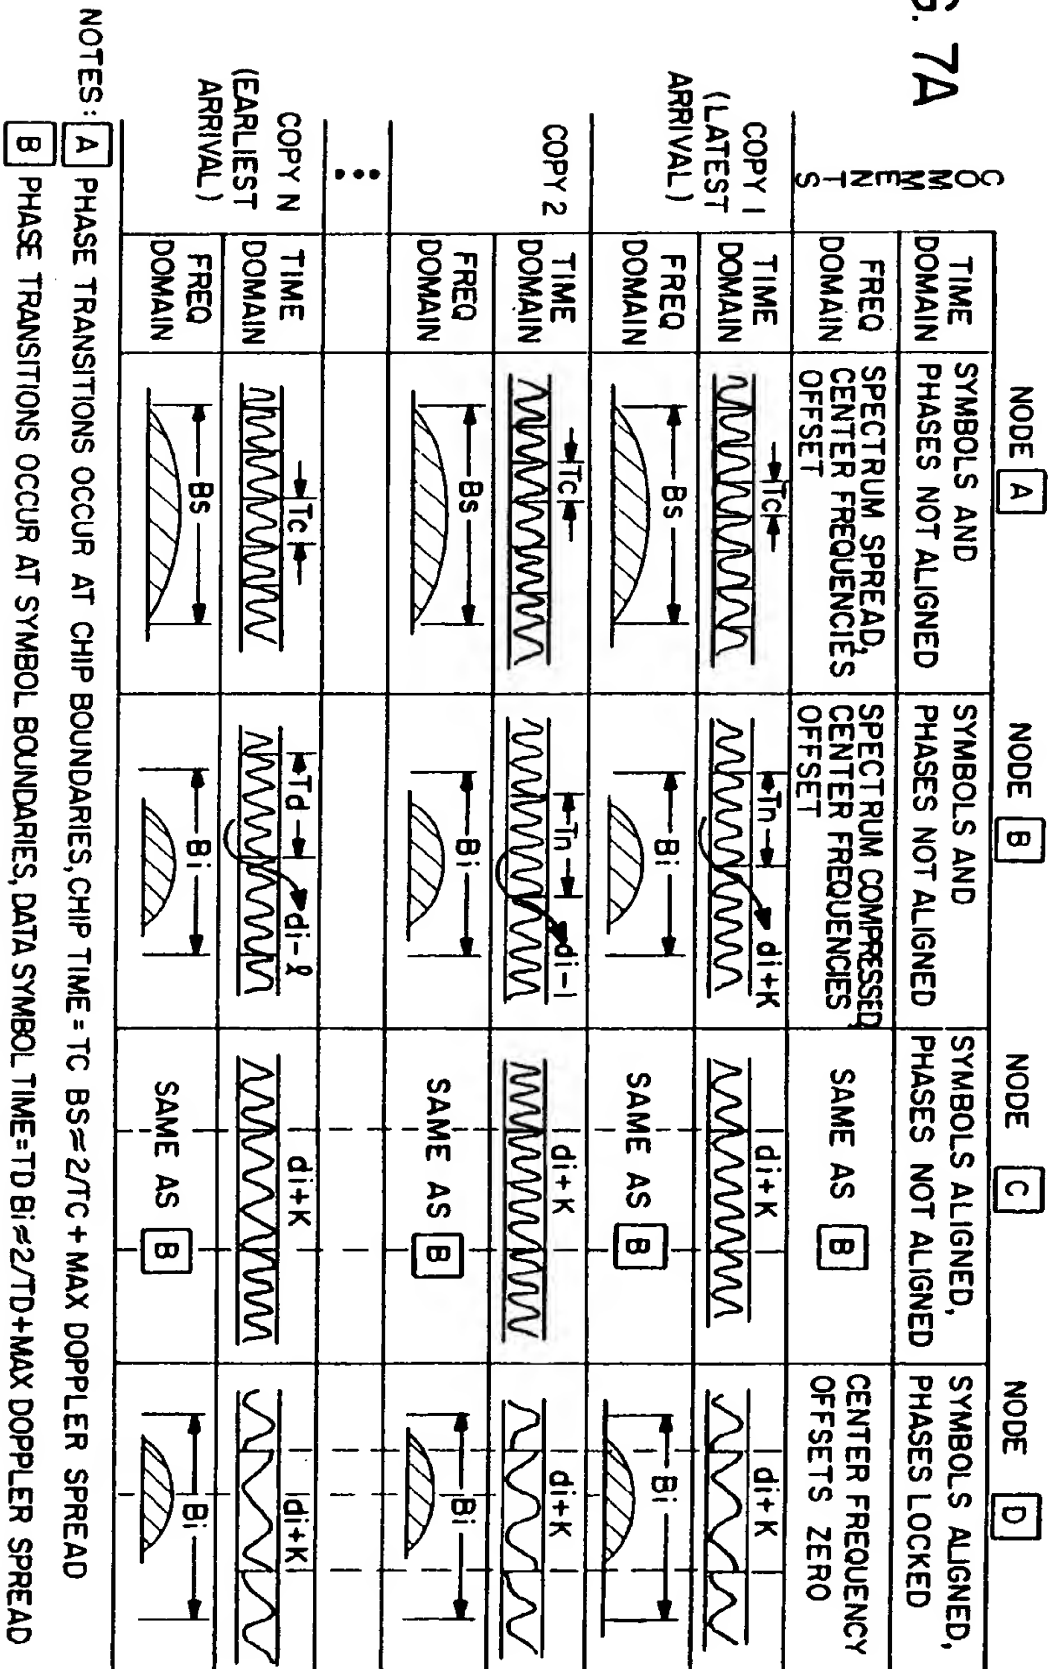 G. 7A
NODE A
NODE B
NODE C
NODE D
COMMENTS
TIME
DOMAIN
SYMBOLS AND
PHASES NOT ALIGNED
SYMBOLS AND
PHASES NOT ALIGNED
SYMBOLS ALIGNED,
PHASES NOT ALIGNED
SYMBOLS ALIGNED,
PHASES LOCKED
FREQ
DOMAIN
SPECTRUM SPREAD,
CENTER FREQUENCIES
OFFSET
SPECTRUM COMPRESSED
CENTER FREQUENCIES
OFFSET
SAME AS B
CENTER FREQUENCY
OFFSETS ZERO
COPY 1
(LATEST
ARRIVAL)
TIME
DOMAIN
Tc
Tn
di+K
di+K
di+K
FREQ
DOMAIN
Bs
Bi
SAME AS B
Bi
COPY 2
TIME
DOMAIN
Tc
Tn
di-1
di+K
di+K
FREQ
DOMAIN
Bs
Bi
SAME AS B
Bi
COPY N
(EARLIEST
ARRIVAL)
TIME
DOMAIN
Tc
Td
di-ℓ
di+K
di+K
FREQ
DOMAIN
Bs
Bi
SAME AS B
Bi
NOTES: A PHASE TRANSITIONS OCCUR AT CHIP BOUNDARIES, CHIP TIME = TC BS≈2/TC + MAX DOPPLER SPREAD
B PHASE TRANSITIONS OCCUR AT SYMBOL BOUNDARIES, DATA SYMBOL TIME=TD Bi≈2/TD+MAX DOPPLER SPREAD